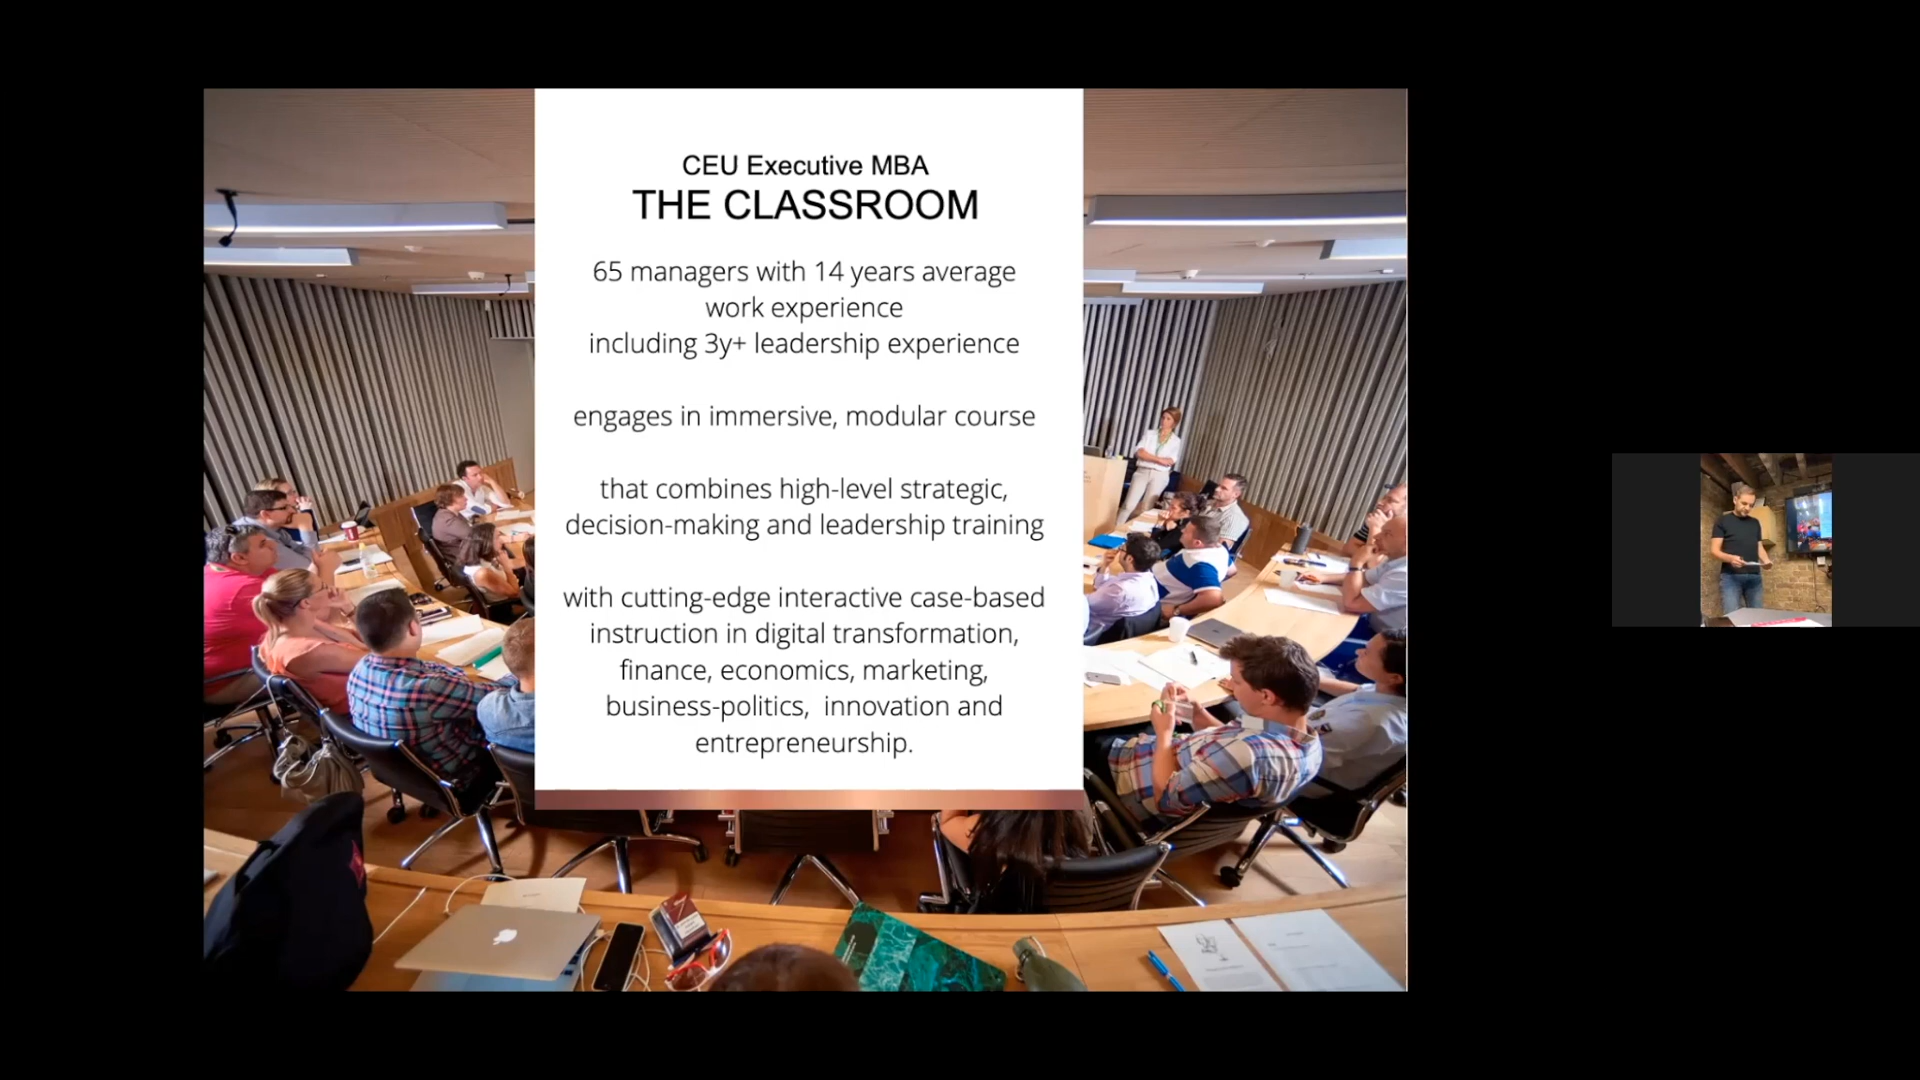 CEU Executive MBA
THE CLASSROOM
65 managers with 14 years average
work experience
including 3y+ leadership experience
engages in immersive, modular course
that combines high-level strategic,
decision-making and leadership training
with cutting-edge interactive case-based
instruction in digital transformation,
finance, economics, marketing,
business-politics,  innovation and
entrepreneurship.